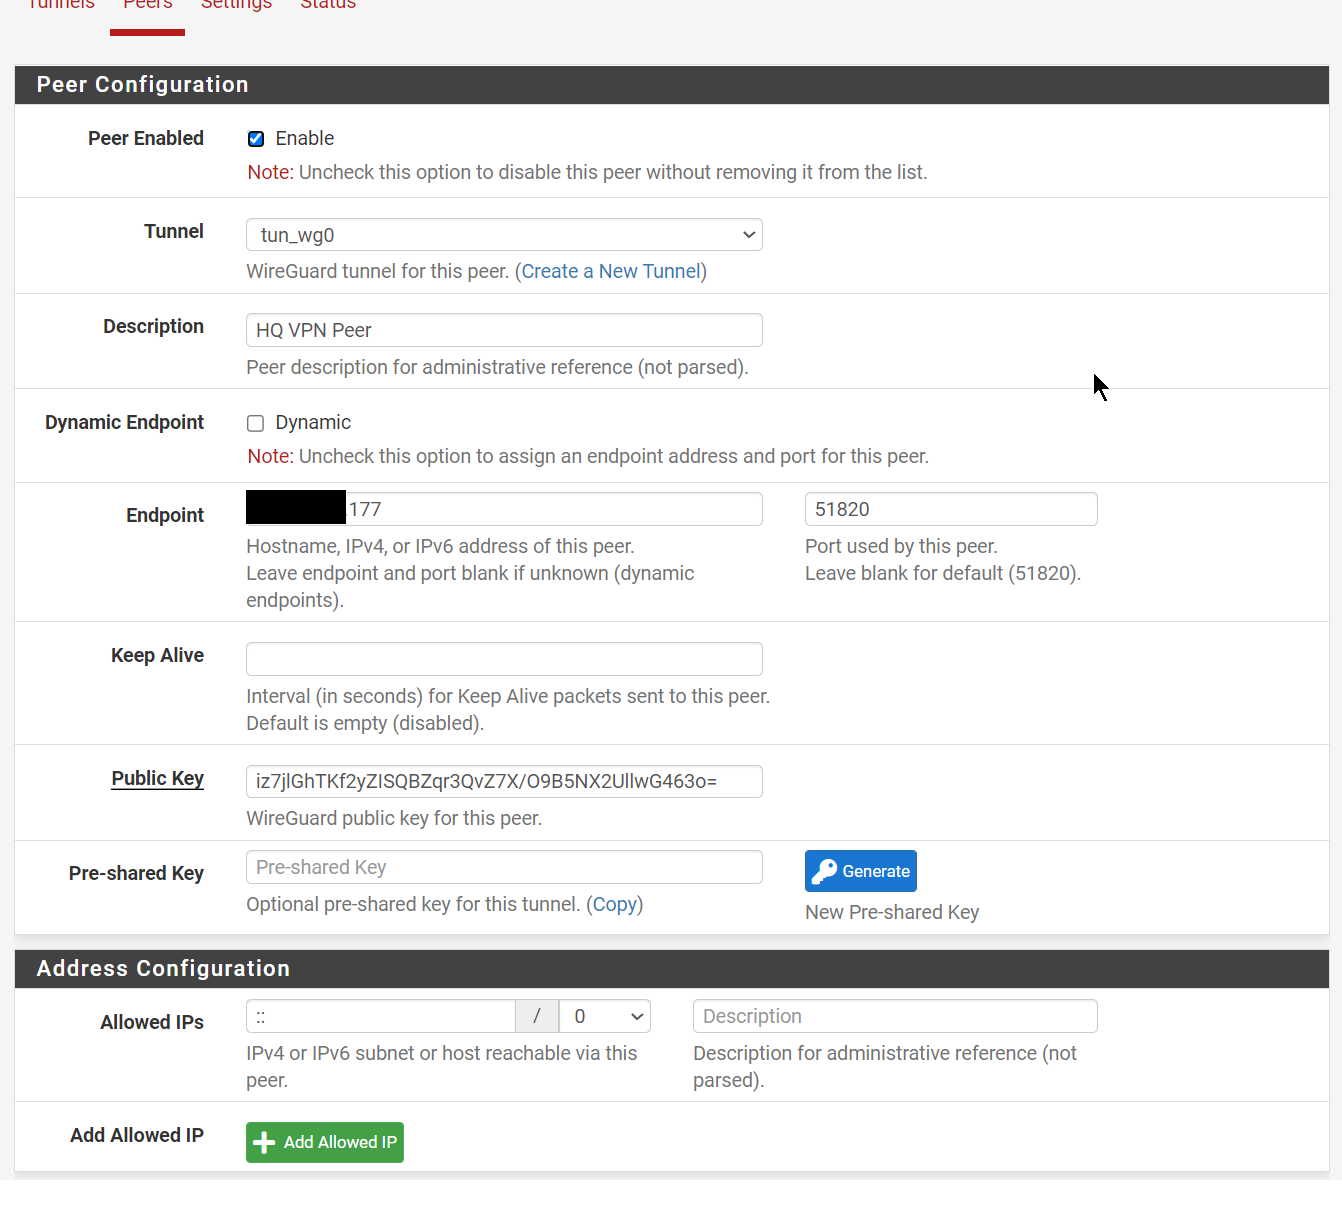 Tunnels Peers Settings Status
Peer Configuration
Peer Enabled
Enable
Note: Uncheck this option to disable this peer without removing it from the list.
Tunnel
tun_wg0
WireGuard tunnel for this peer. (Create a New Tunnel)
Description
HQ VPN Peer
Peer description for administrative reference (not parsed).
Dynamic Endpoint
Dynamic
Note: Uncheck this option to assign an endpoint address and port for this peer.
Endpoint
.177
51820
Hostname, IPv4, or IPv6 address of this peer.
Leave endpoint and port blank if unknown (dynamic
endpoints).
Port used by this peer.
Leave blank for default (51820).
Keep Alive
Interval (in seconds) for Keep Alive packets sent to this peer.
Default is empty (disabled).
Public Key
iz7jlGhTKf2yZISQBZqr3QvZ7X/O9B5NX2UllwG463o=
WireGuard public key for this peer.
Pre-shared Key
Pre-shared Key
Generate
Optional pre-shared key for this tunnel. (Copy)
New Pre-shared Key
Address Configuration
Allowed IPs
:: / 0
Description
IPv4 or IPv6 subnet or host reachable via this
peer.
Description for administrative reference (not
parsed).
Add Allowed IP
Add Allowed IP